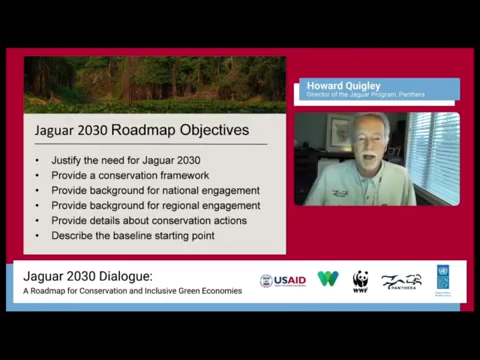 Howard Quigley
Director of the Jaguar Program, Panthera
Jaguar 2030 Roadmap Objectives
• Justify the need for Jaguar 2030
• Provide a conservation framework
• Provide background for national engagement
• Provide background for regional engagement
• Provide details about conservation actions
• Describe the baseline starting point
Jaguar 2030 Dialogue:
A Roadmap for Conservation and Inclusive Green Economies
USAID
WWF
PANTHERA